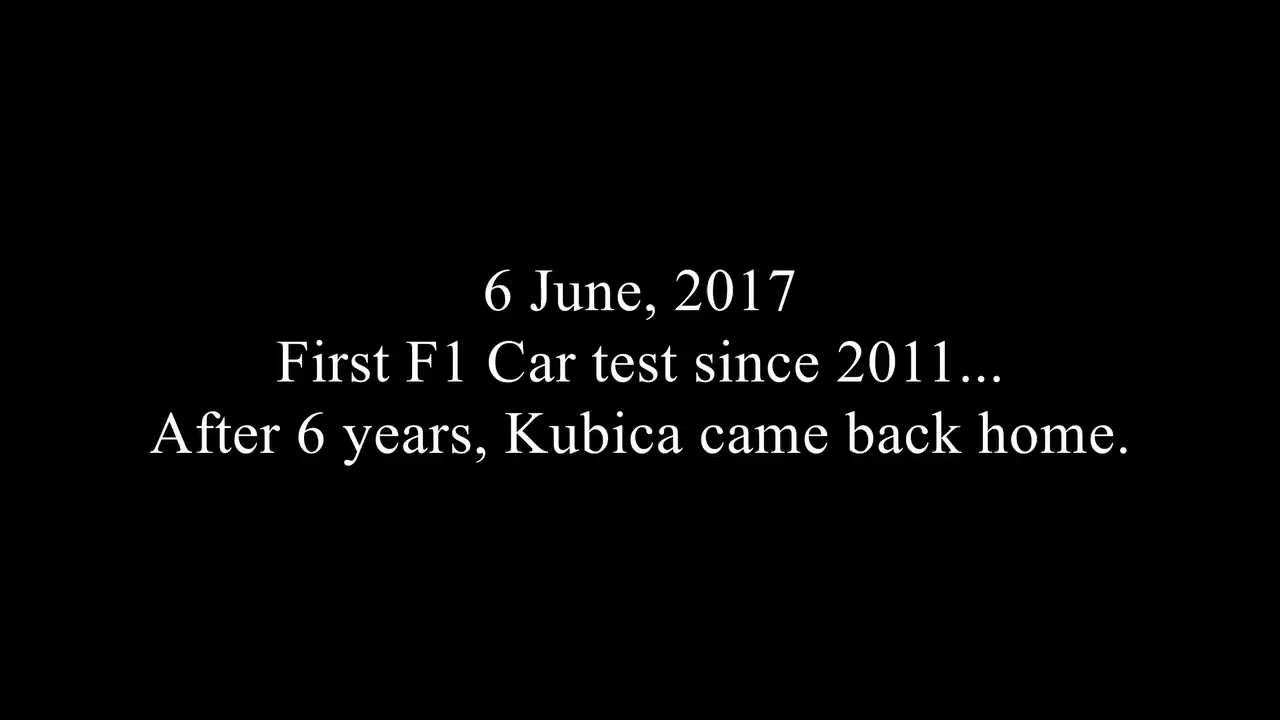 6 June, 2017
First F1 Car test since 2011...
After 6 years, Kubica came back home.